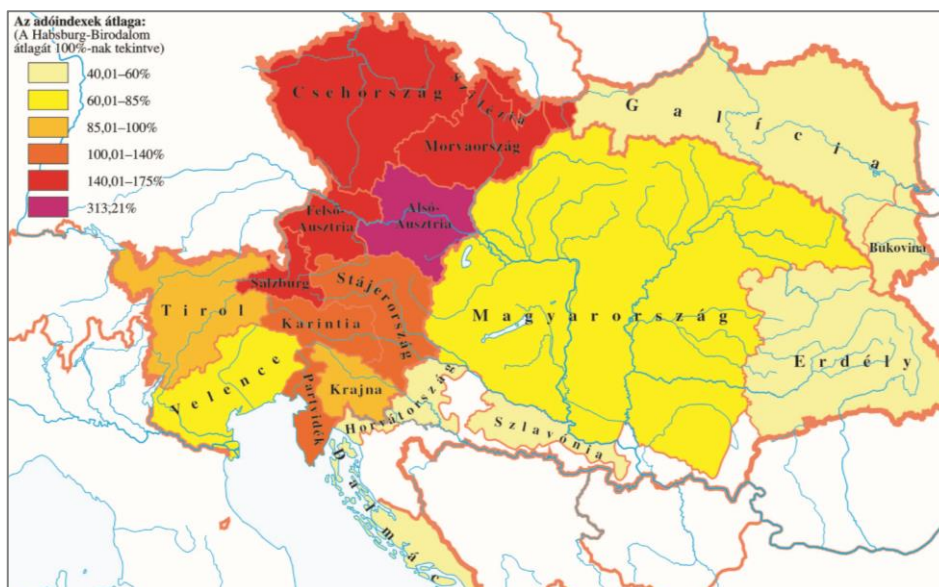 Az adóindexek átlaga:
(A Habsburg-Birodalom
átlagát 100%-nak tekintve)
40,01–60%
60,01–85%
85,01–100%
100,01–140%
140,01–175%
313,21%
Csehország
Szilézia
Morvaország
Galícia
Bukovina
Felső-
Ausztria
Alsó-
Ausztria
Salzburg
Stájerország
Tirol
Karintia
Magyarország
Erdély
Velence
Krajna
Partvidék
Horvátország
Szlavónia
Dalmác